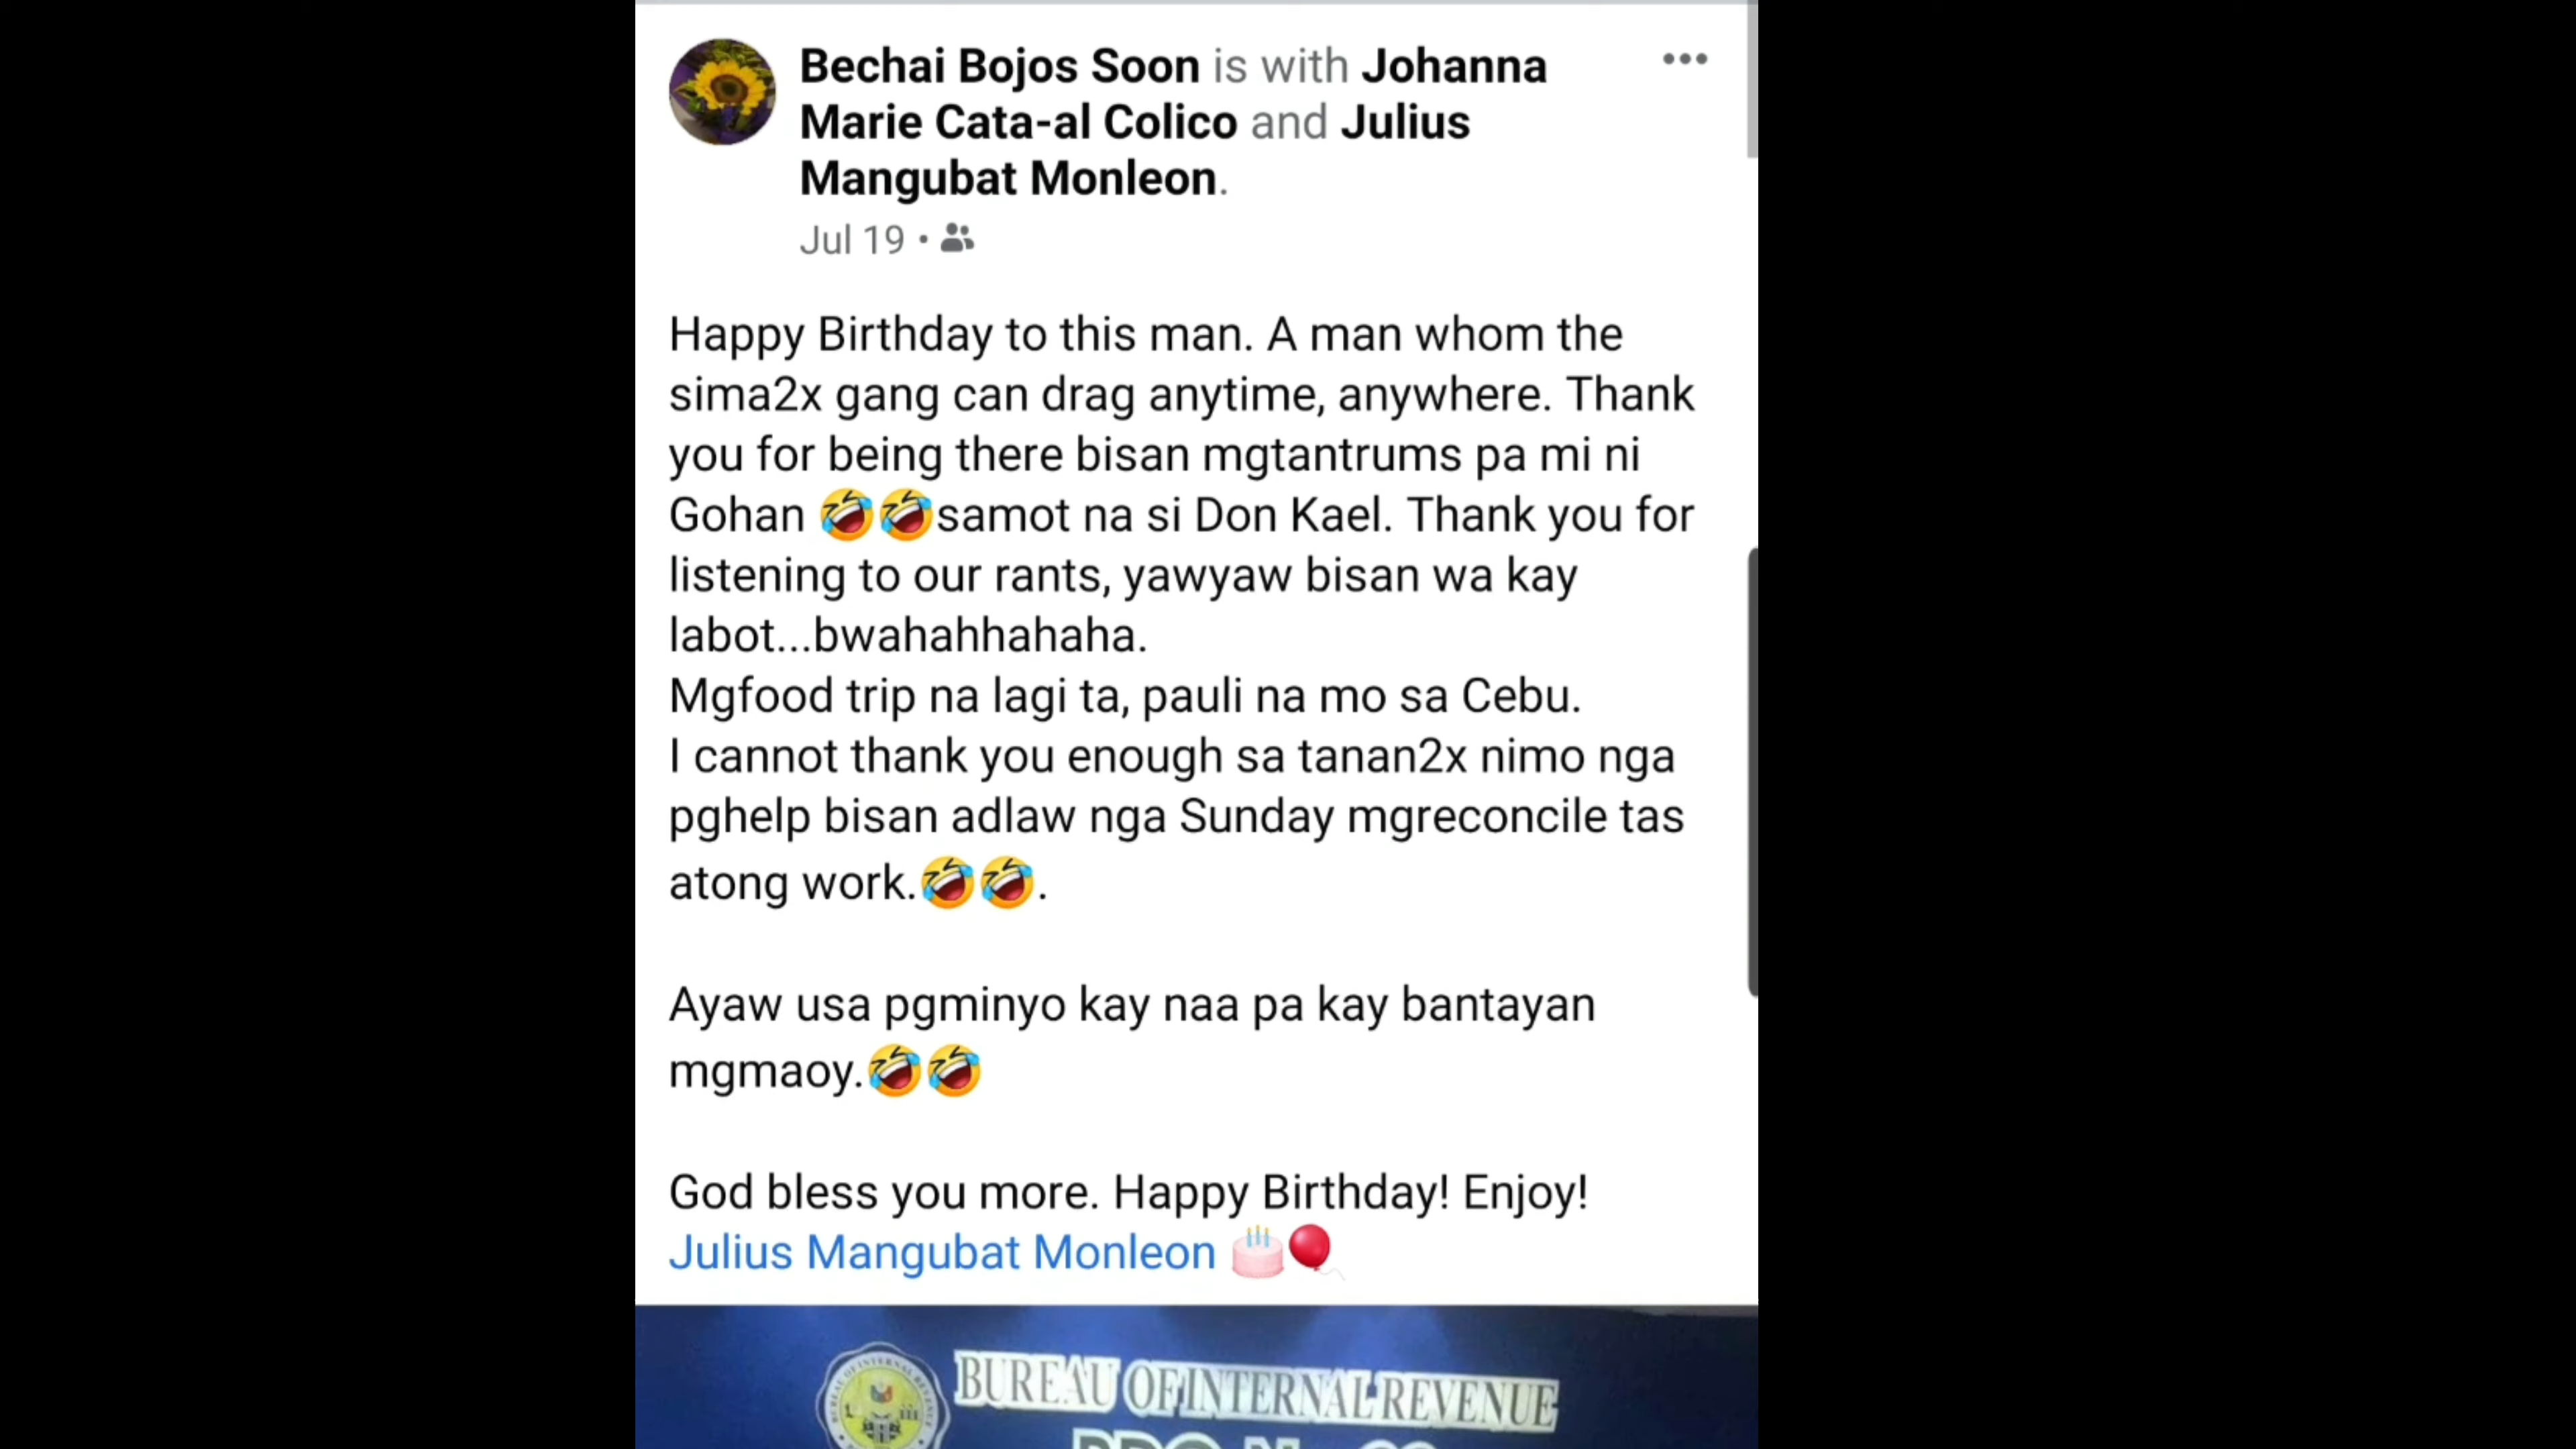 Bechai Bojos Soon is with Johanna
Marie Cata-al Colico and Julius
Mangubat Monleon.
Jul 19 •
Happy Birthday to this man. A man whom the
sima2x gang can drag anytime, anywhere. Thank
you for being there bisan mgtantrums pa mi ni
Gohan 🤣🤣samot na si Don Kael. Thank you for
listening to our rants, yawyaw bisan wa kay
labot...bwahahhahaha.
Mgfood trip na lagi ta, pauli na mo sa Cebu.
I cannot thank you enough sa tanan2x nimo nga
pghelp bisan adlaw nga Sunday mgreconcile tas
atong work.🤣🤣.
Ayaw usa pgminyo kay naa pa kay bantayan
mgmaoy.🤣🤣
God bless you more. Happy Birthday! Enjoy!
Julius Mangubat Monleon 🎂🎈
BUREAU OF INTERNAL REVENUE